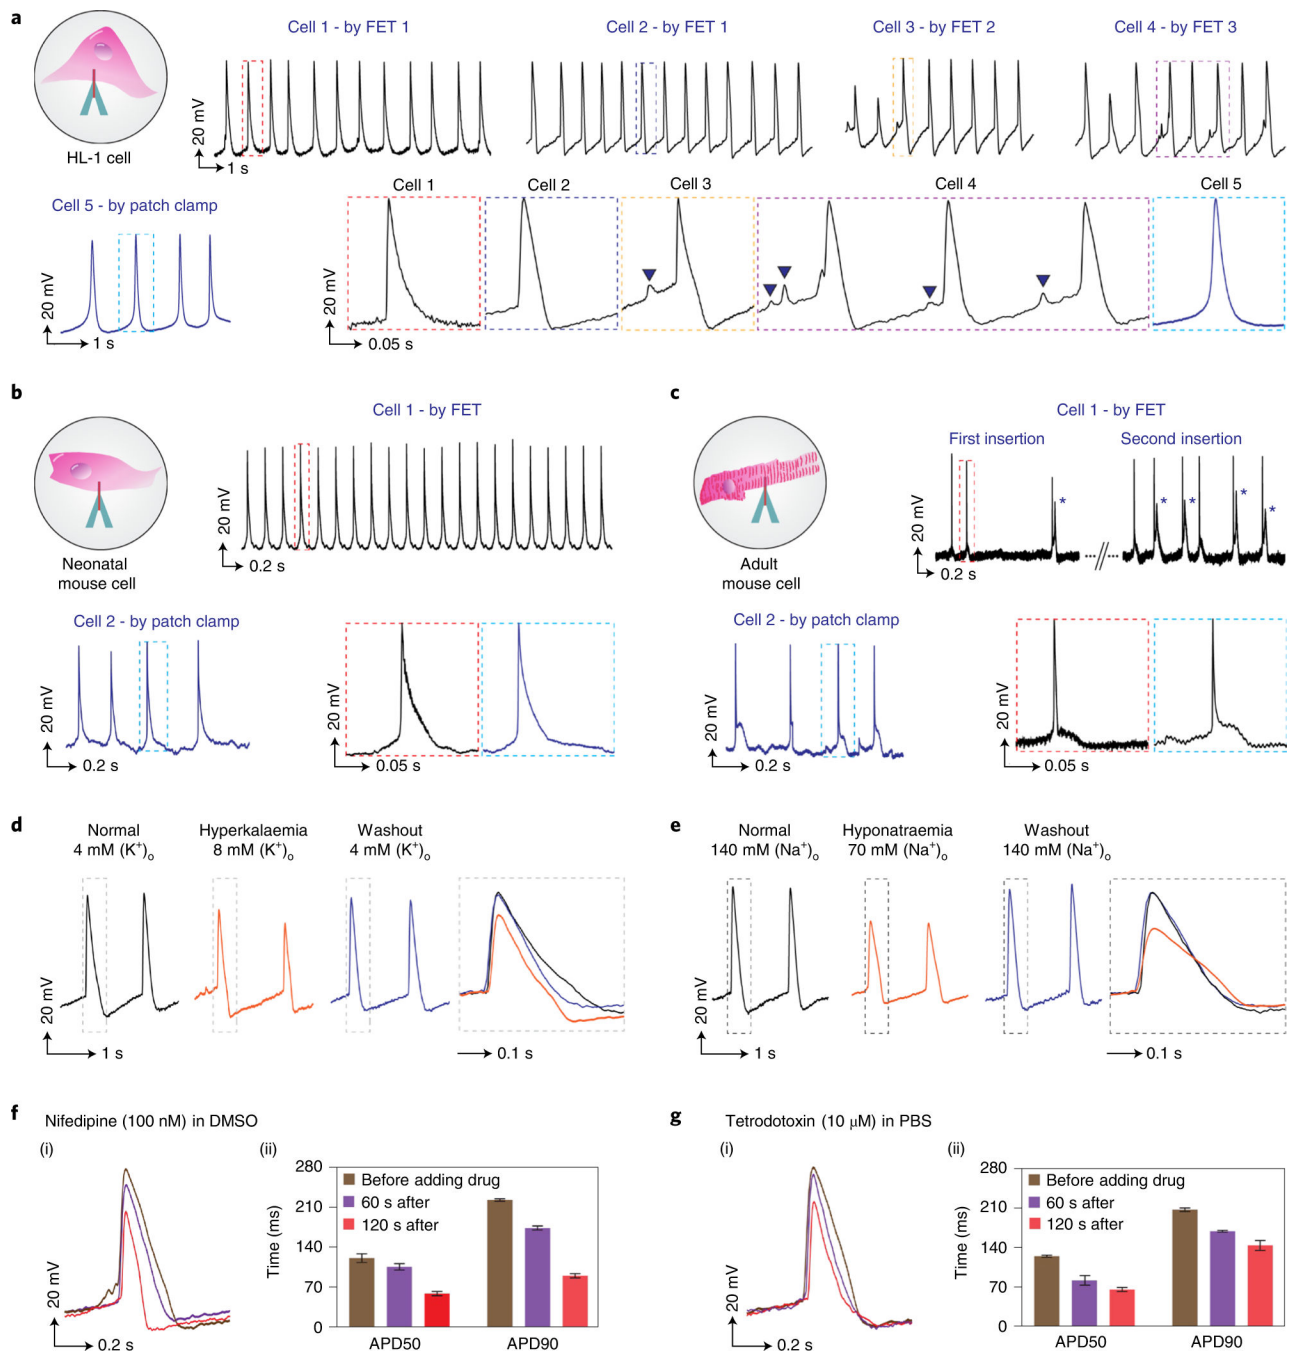 a
Cell 1 - by FET 1
Cell 2 - by FET 1
Cell 3 - by FET 2
Cell 4 - by FET 3
20 mV
1 s
HL-1 cell
Cell 5 - by patch clamp
20 mV
1 s
Cell 1
Cell 2
Cell 3
Cell 4
Cell 5
20 mV
0.05 s
b
Cell 1 - by FET
20 mV
0.2 s
Neonatal
mouse cell
Cell 2 - by patch clamp
20 mV
0.2 s
20 mV
0.05 s
c
Cell 1 - by FET
First insertion
Second insertion
*
* * * *
20 mV
0.2 s
Adult
mouse cell
Cell 2 - by patch clamp
20 mV
0.2 s
20 mV
0.05 s
d
Normal
4 mM (K⁺)ₒ
Hyperkalaemia
8 mM (K⁺)ₒ
Washout
4 mM (K⁺)ₒ
20 mV
1 s
0.1 s
e
Normal
140 mM (Na⁺)ₒ
Hyponatraemia
70 mM (Na⁺)ₒ
Washout
140 mM (Na⁺)ₒ
20 mV
1 s
0.1 s
f
Nifedipine (100 nM) in DMSO
(i)
20 mV
0.2 s
(ii)
Time (ms)
280
210
140
70
0
Before adding drug
60 s after
120 s after
APD50
APD90
g
Tetrodotoxin (10 μM) in PBS
(i)
20 mV
0.2 s
(ii)
Time (ms)
280
210
140
70
0
Before adding drug
60 s after
120 s after
APD50
APD90